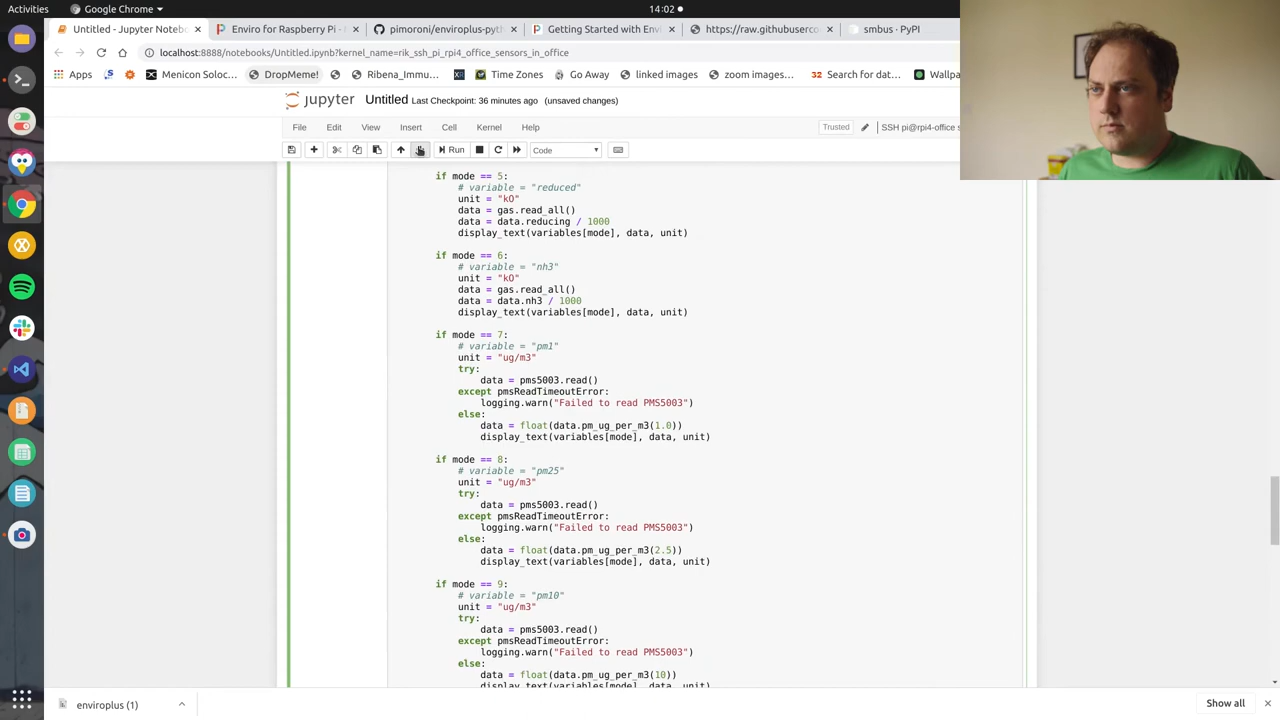 Activities
Google Chrome
14:02
Untitled - Jupyter Notebo
Enviro for Raspberry Pi -
pimoroni/enviroplus-pyth
Getting Started with Envi
https://raw.githubusercо
smbus · PyPI
localhost:8888/notebooks/Untitled.ipynb?kernel_name=rik_ssh_pi_rpi4_office_sensors_in_office
Apps
Menicon Soloc...
DropMeme!
Ribena_Immu...
Time Zones
Go Away
linked images
zoom images...
32 Search for dat...
Wallpa
jupyter
Untitled
Last Checkpoint: 36 minutes ago
(unsaved changes)
File
Edit
View
Insert
Cell
Kernel
Help
Trusted
SSH pi@rpi4-office s
Run
Code
if mode == 5:
# variable = "reduced"
unit = "kO"
data = gas.read_all()
data = data.reducing / 1000
display_text(variables[mode], data, unit)
if mode == 6:
# variable = "nh3"
unit = "kO"
data = gas.read_all()
data = data.nh3 / 1000
display_text(variables[mode], data, unit)
if mode == 7:
# variable = "pm1"
unit = "ug/m3"
try:
data = pms5003.read()
except pmsReadTimeoutError:
logging.warn("Failed to read PMS5003")
else:
data = float(data.pm_ug_per_m3(1.0))
display_text(variables[mode], data, unit)
if mode == 8:
# variable = "pm25"
unit = "ug/m3"
try:
data = pms5003.read()
except pmsReadTimeoutError:
logging.warn("Failed to read PMS5003")
else:
data = float(data.pm_ug_per_m3(2.5))
display_text(variables[mode], data, unit)
if mode == 9:
# variable = "pm10"
unit = "ug/m3"
try:
data = pms5003.read()
except pmsReadTimeoutError:
logging.warn("Failed to read PMS5003")
else:
data = float(data.pm_ug_per_m3(10))
display_text(variables[mode], data, unit)
enviroplus (1)
Show all